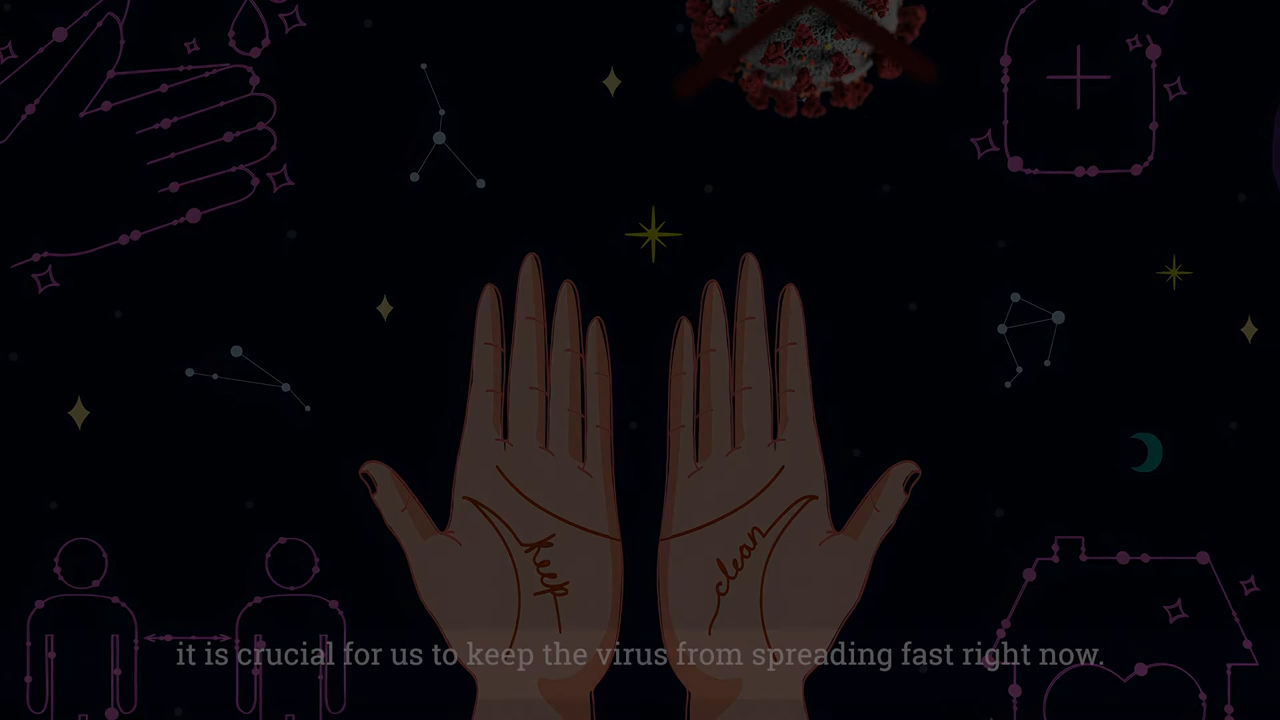 keep
clean
it is crucial for us to keep the virus from spreading fast right now.